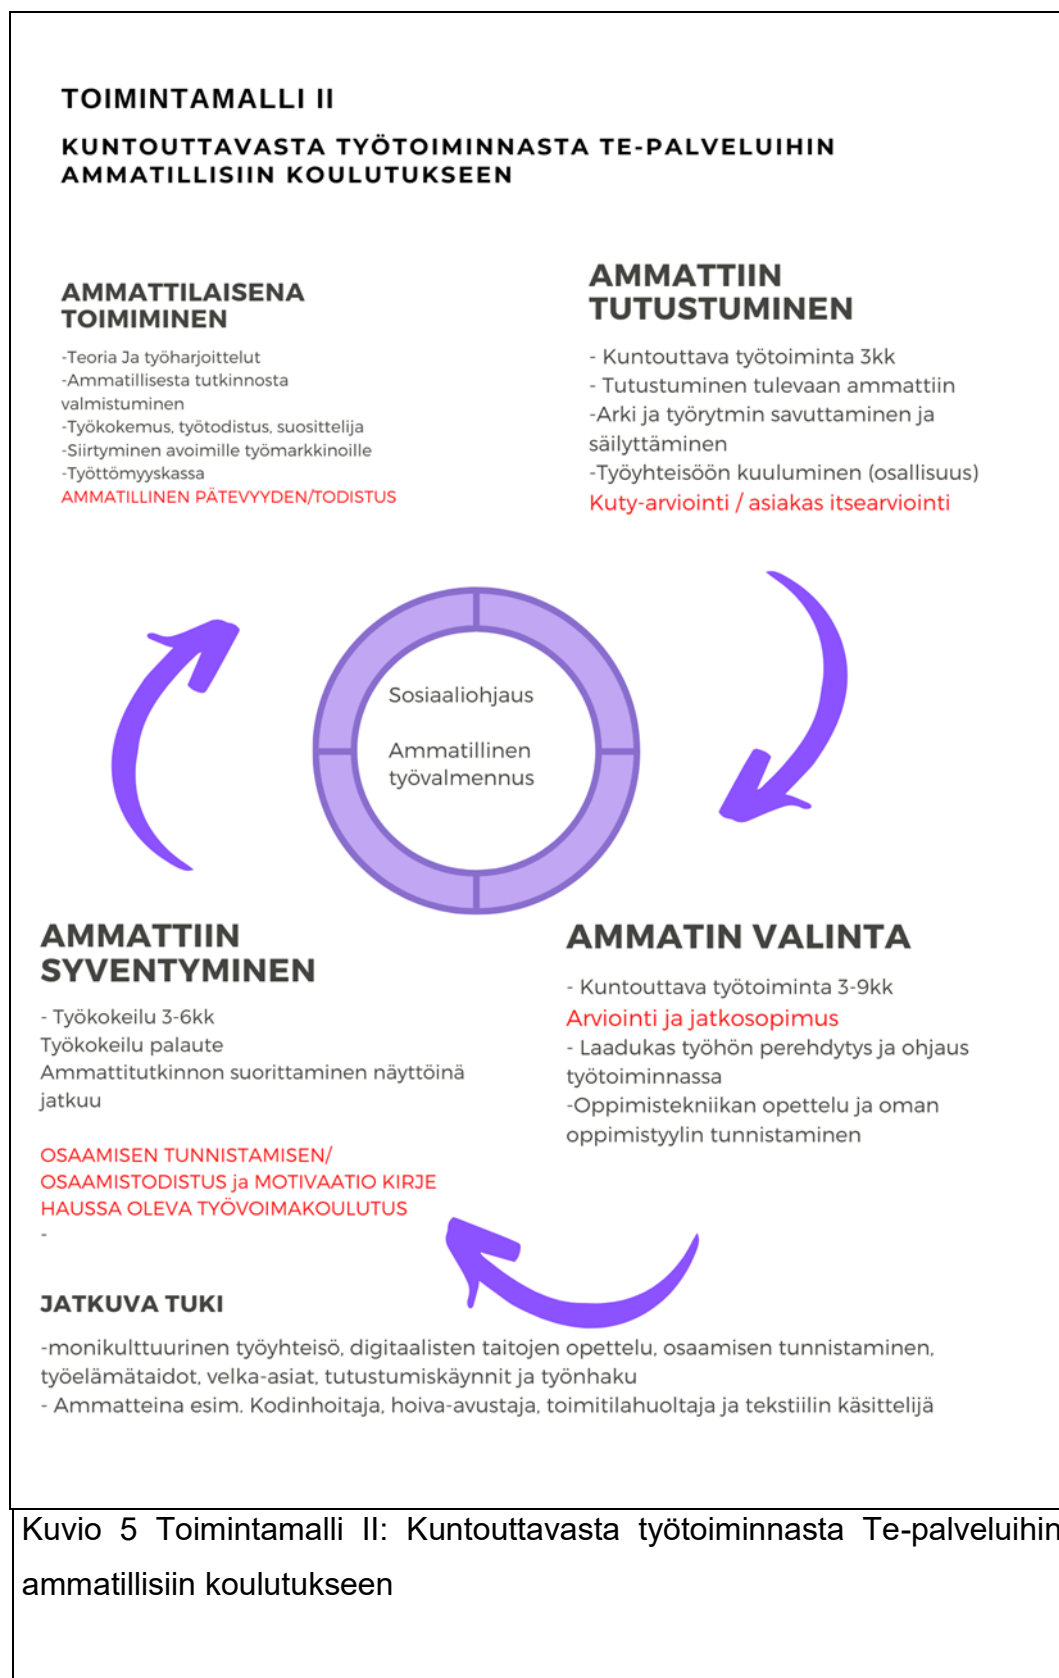 TOIMINTAMALLI II
KUNTOUTTAVASTA TYÖTOIMINNASTA TE-PALVELUIHIN
AMMATILLISIIN KOULUTUKSEEN
AMMATTILAISENA
TOIMIMINEN
-Teoria Ja työharjoittelut
-Ammatillisesta tutkinnosta
valmistuminen
-Työkokemus, työtodistus, suosittelija
-Siirtyminen avoimille työmarkkinoille
-Työttömyyskassa
AMMATILLINEN PÄTEVYYDEN/TODISTUS
AMMATTIIN
TUTUSTUMINEN
- Kuntouttava työtoiminta 3kk
- Tutustuminen tulevaan ammattiin
-Arki ja työrytmin savuttaminen ja
säilyttäminen
-Työyhteisöön kuuluminen (osallisuus)
Kuty-arviointi / asiakas itsearviointi
Sosiaaliohjaus
Ammatillinen
työvalmennus
AMMATTIIN
SYVENTYMINEN
- Työkokeilu 3-6kk
Työkokeilu palaute
Ammattitutkinnon suorittaminen näyttöinä
jatkuu
OSAAMISEN TUNNISTAMISEN/
OSAAMISTODISTUS ja MOTIVAATIO KIRJE
HAUSSA OLEVA TYÖVOIMAKOULUTUS
-
AMMATIN VALINTA
- Kuntouttava työtoiminta 3-9kk
Arviointi ja jatkosopimus
- Laadukas työhön perehdytys ja ohjaus
työtoiminnassa
-Oppimistekniikan opettelu ja oman
oppimistyylin tunnistaminen
JATKUVA TUKI
-monikulttuurinen työyhteisö, digitaalisten taitojen opettelu, osaamisen tunnistaminen,
työelämätaidot, velka-asiat, tutustumiskäynnit ja työnhaku
- Ammatteina esim. Kodinhoitaja, hoiva-avustaja, toimitilahuoltaja ja tekstiilin käsittelijä
Kuvio 5 Toimintamalli II: Kuntouttavasta työtoiminnasta Te-palveluihin
ammatillisiin koulutukseen